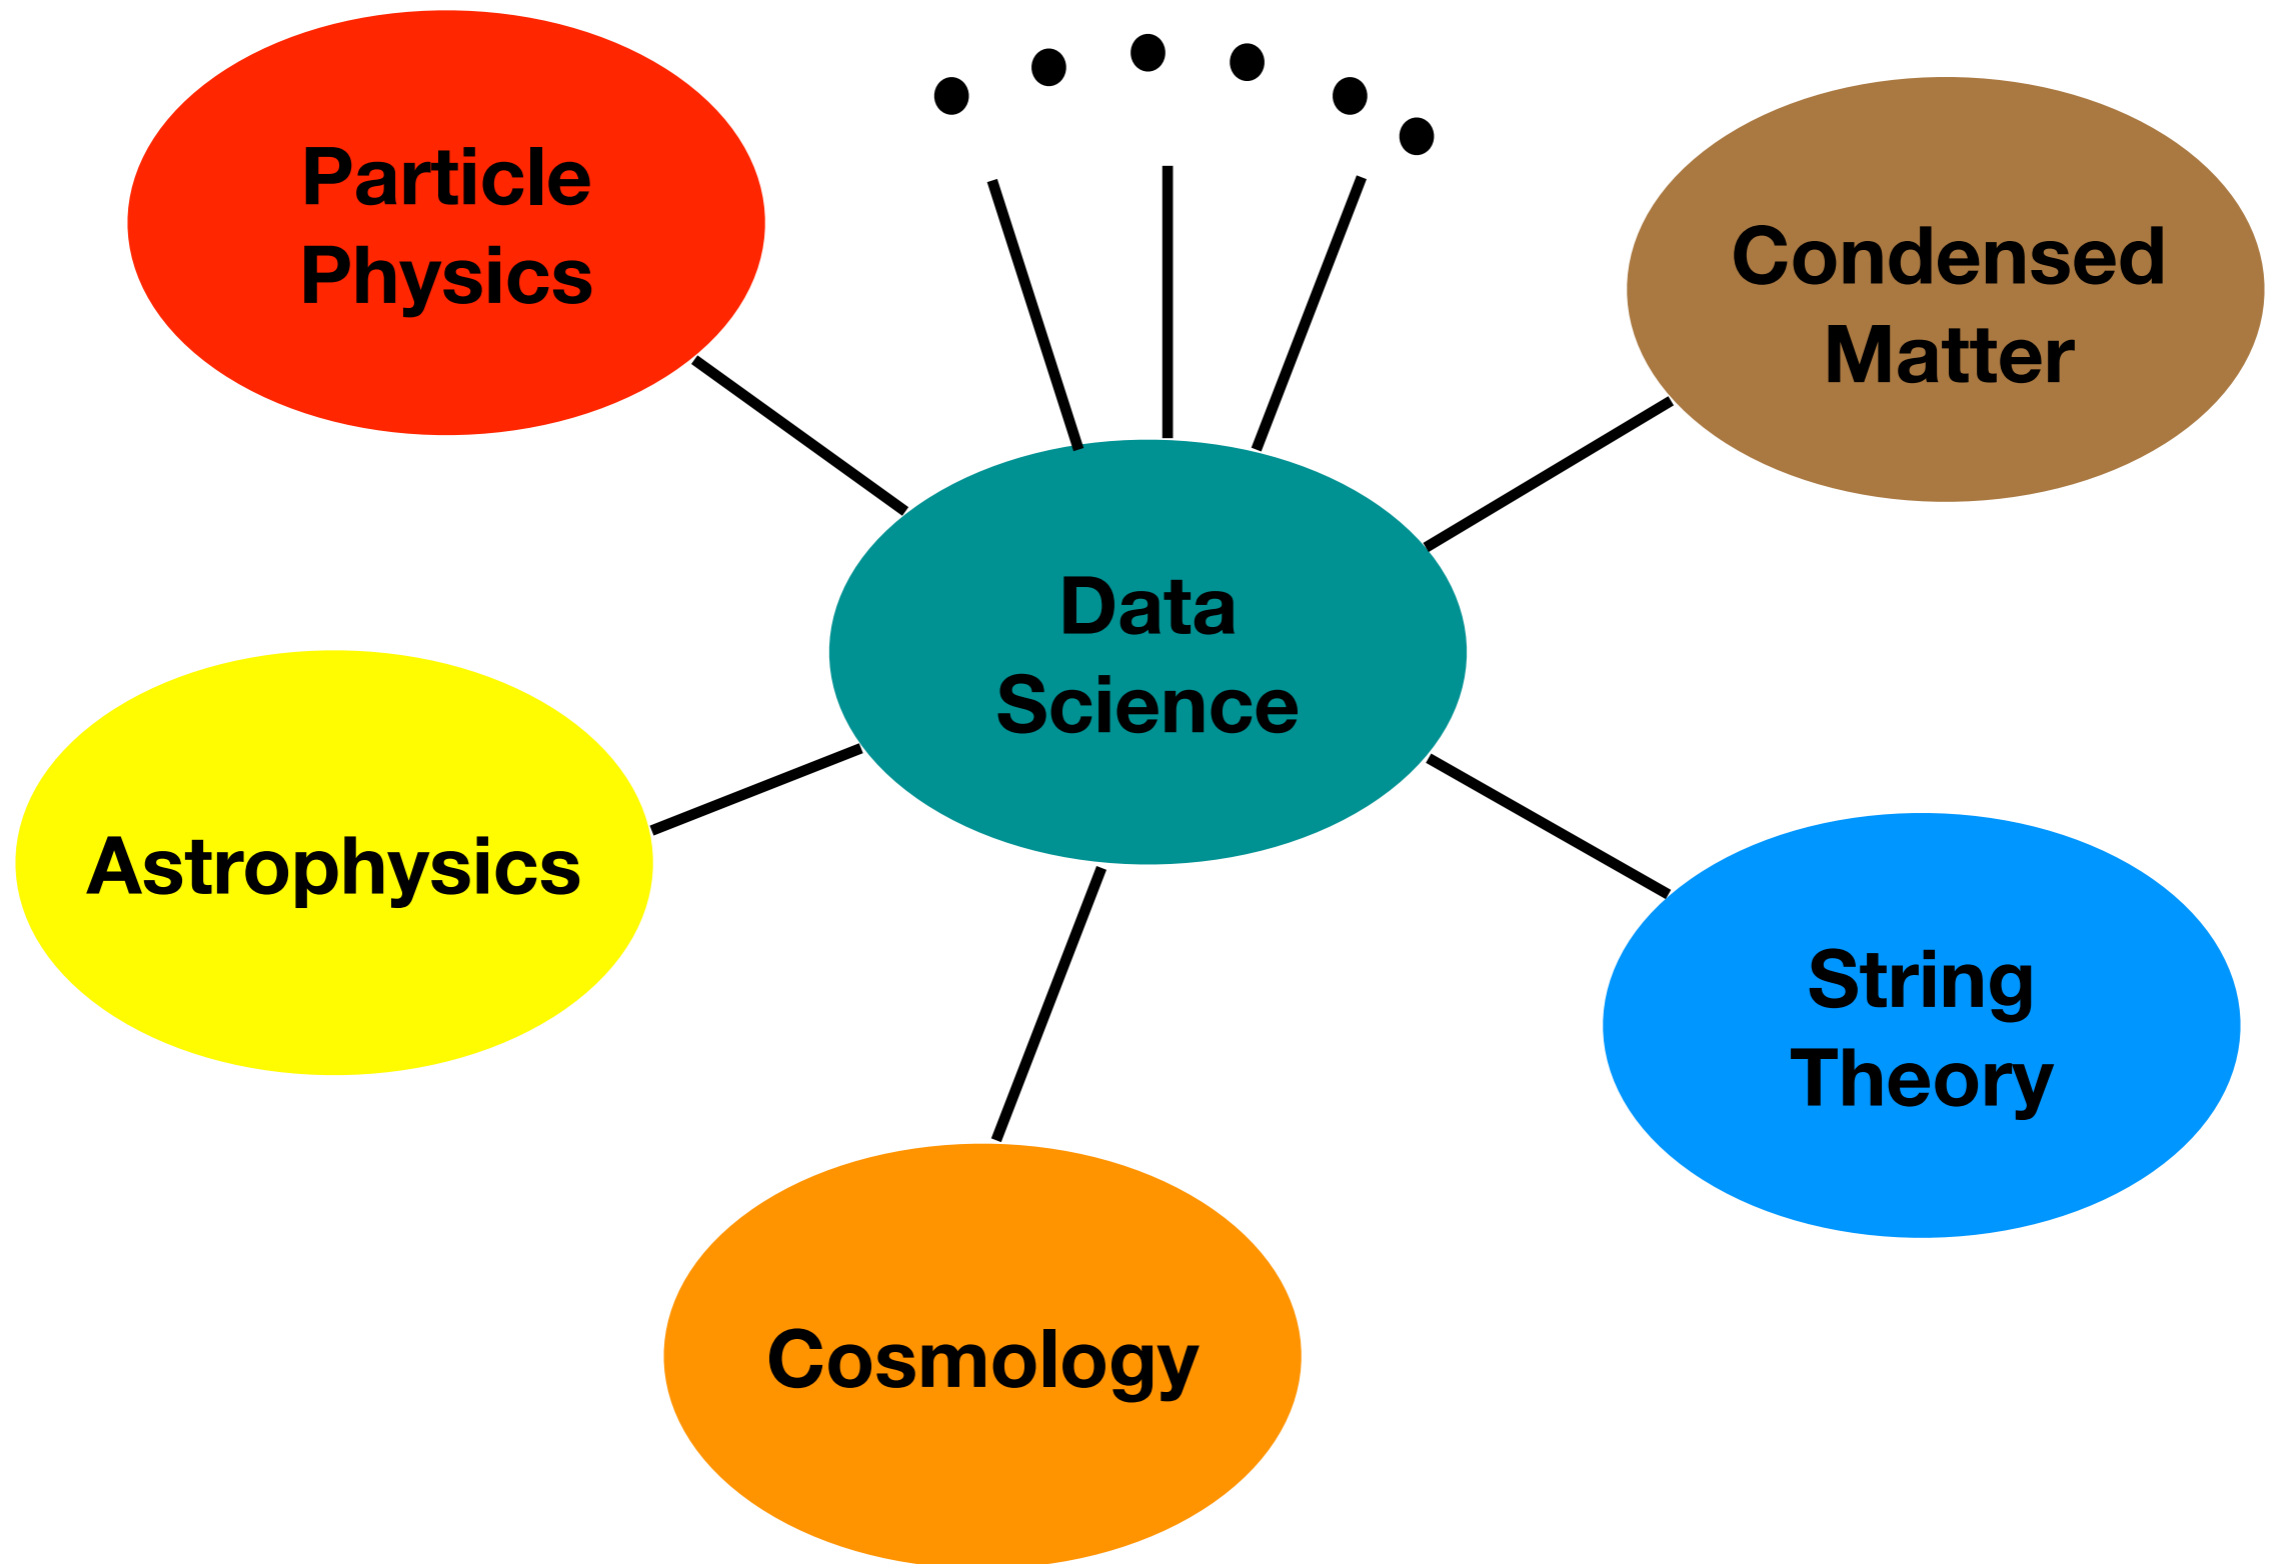 Particle
Physics
Condensed
Matter
Data
Science
Astrophysics
String
Theory
Cosmology